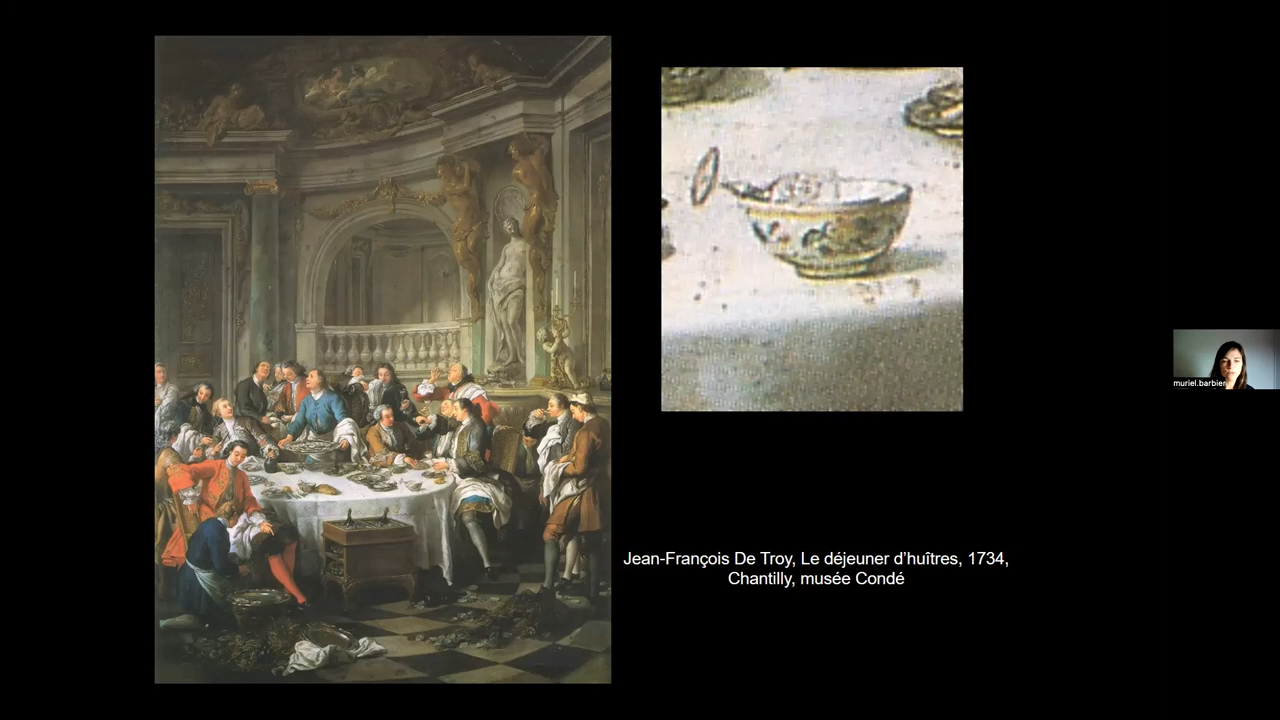 Jean-François De Troy, Le déjeuner d’huîtres, 1734,
Chantilly, musée Condé
muriel.barbier